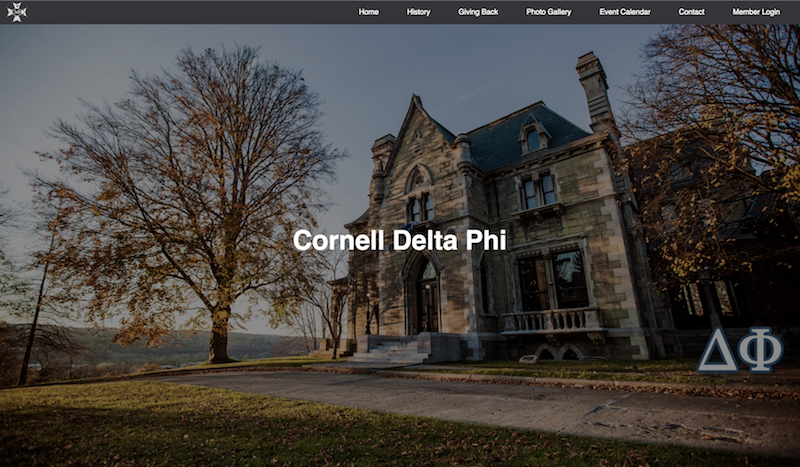 Home History Giving Back Photo Gallery Event Calendar Contact Member Login
Cornell Delta Phi
ΔΦ